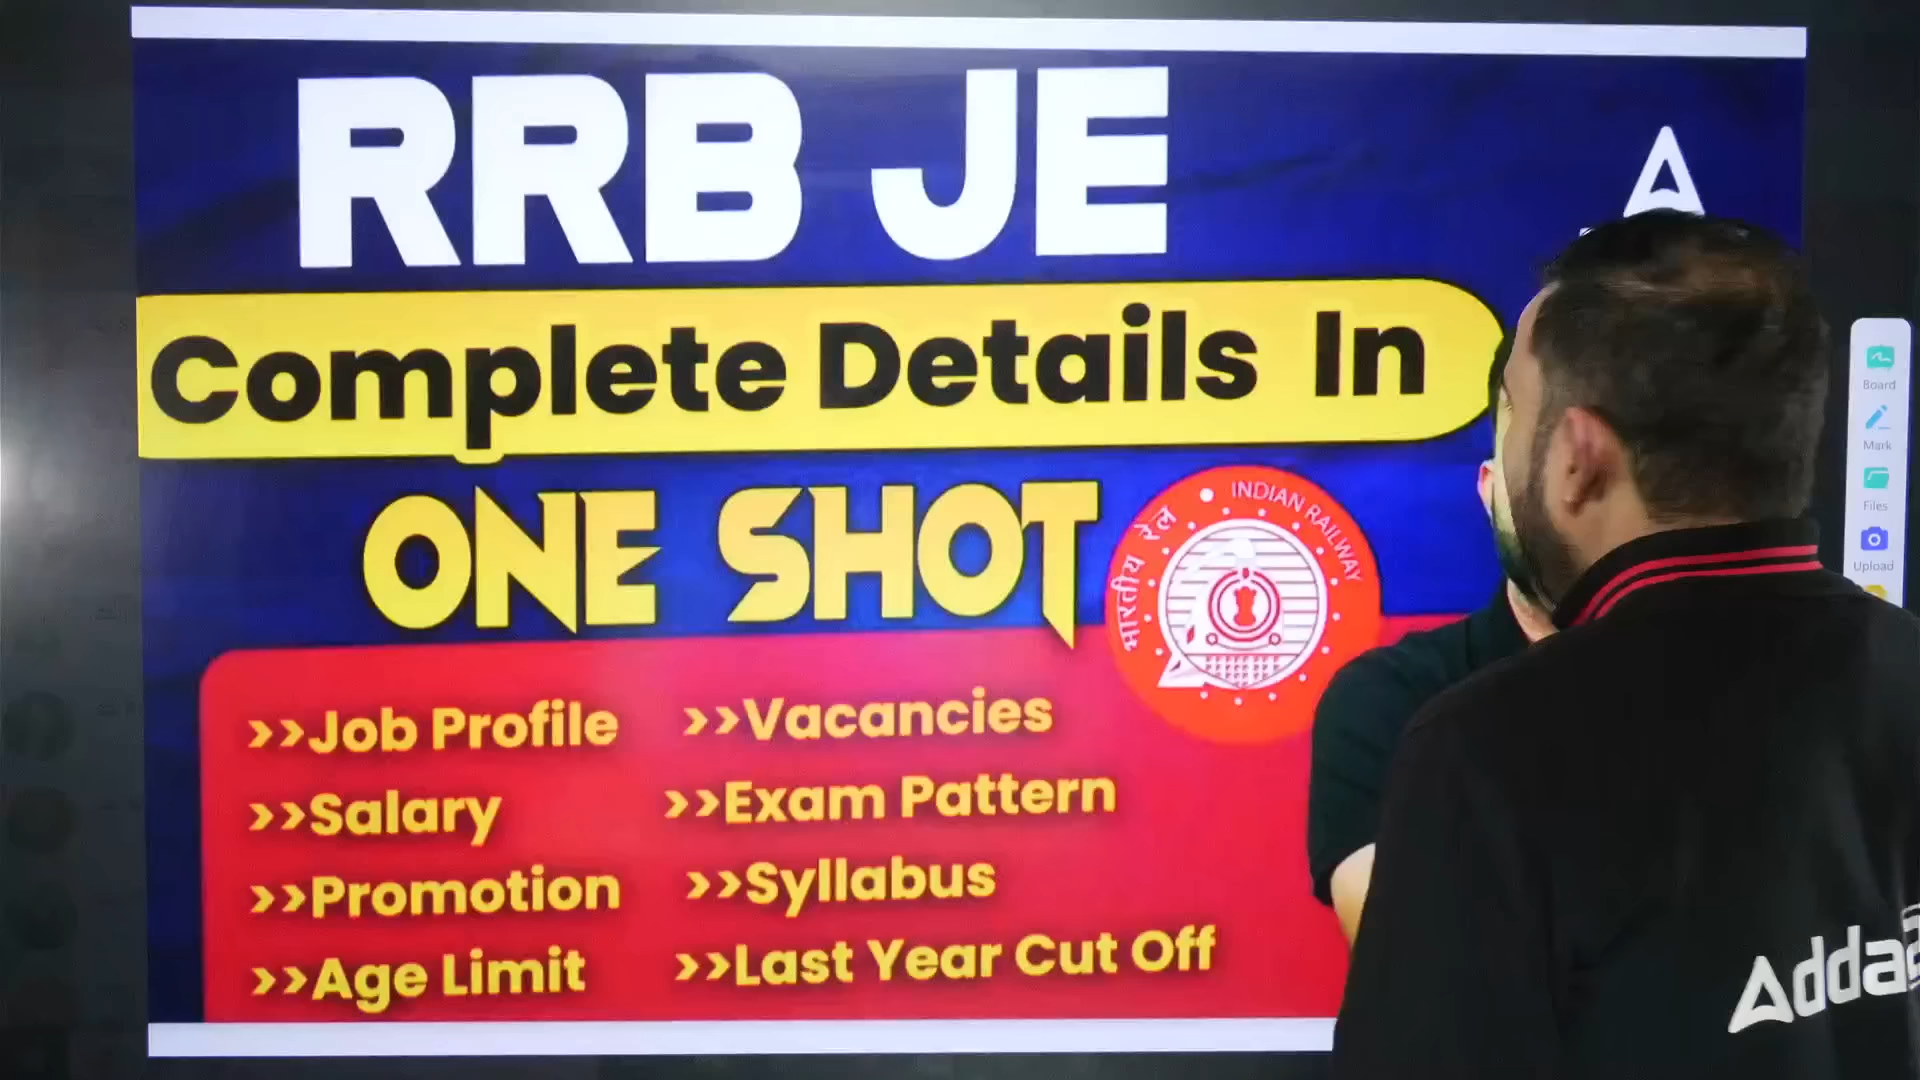 RRB JE
Complete Details In
ONE SHOT
INDIAN RAILWAY
भारतीय रेल
>>Job Profile
>>Vacancies
>>Salary
>>Exam Pattern
>>Promotion
>>Syllabus
>>Age Limit
>>Last Year Cut Off
Board
Mark
Files
Upload